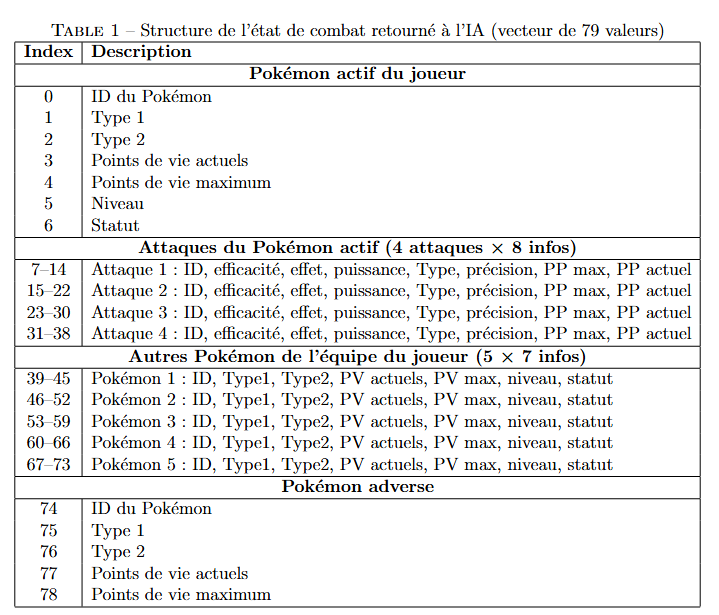 TABLE 1 – Structure de l'état de combat retourné à l'IA (vecteur de 79 valeurs)
Index Description
Pokémon actif du joueur
0 ID du Pokémon
1 Type 1
2 Type 2
3 Points de vie actuels
4 Points de vie maximum
5 Niveau
6 Statut
Attaques du Pokémon actif (4 attaques × 8 infos)
7–14 Attaque 1 : ID, efficacité, effet, puissance, Type, précision, PP max, PP actuel
15–22 Attaque 2 : ID, efficacité, effet, puissance, Type, précision, PP max, PP actuel
23–30 Attaque 3 : ID, efficacité, effet, puissance, Type, précision, PP max, PP actuel
31–38 Attaque 4 : ID, efficacité, effet, puissance, Type, précision, PP max, PP actuel
Autres Pokémon de l'équipe du joueur (5 × 7 infos)
39–45 Pokémon 1 : ID, Type1, Type2, PV actuels, PV max, niveau, statut
46–52 Pokémon 2 : ID, Type1, Type2, PV actuels, PV max, niveau, statut
53–59 Pokémon 3 : ID, Type1, Type2, PV actuels, PV max, niveau, statut
60–66 Pokémon 4 : ID, Type1, Type2, PV actuels, PV max, niveau, statut
67–73 Pokémon 5 : ID, Type1, Type2, PV actuels, PV max, niveau, statut
Pokémon adverse
74 ID du Pokémon
75 Type 1
76 Type 2
77 Points de vie actuels
78 Points de vie maximum